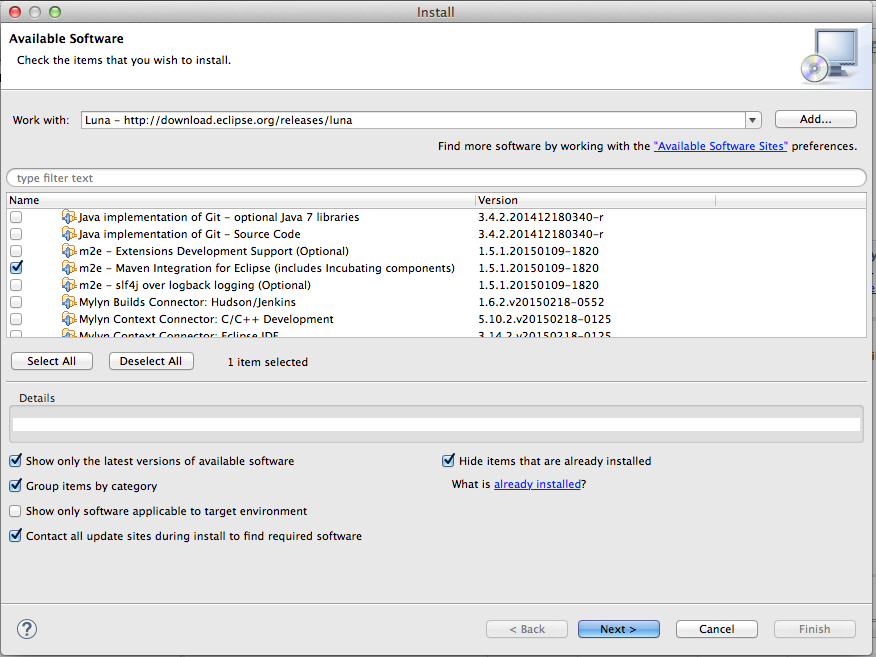 Install
Available Software
Check the items that you wish to install.
Work with: Luna - http://download.eclipse.org/releases/luna Add...
Find more software by working with the "Available Software Sites" preferences.
type filter text
Name Version
Java implementation of Git - optional Java 7 libraries 3.4.2.201412180340-r
Java implementation of Git - Source Code 3.4.2.201412180340-r
m2e - Extensions Development Support (Optional) 1.5.1.20150109-1820
m2e - Maven Integration for Eclipse (includes Incubating components) 1.5.1.20150109-1820
m2e - slf4j over logback logging (Optional) 1.5.1.20150109-1820
Mylyn Builds Connector: Hudson/Jenkins 1.6.2.v20150218-0552
Mylyn Context Connector: C/C++ Development 5.10.2.v20150218-0125
Mylyn Context Connector: Eclipse IDE 3.14.2.v20150218-0125
Select All Deselect All 1 item selected
Details
Show only the latest versions of available software Hide items that are already installed
Group items by category What is already installed?
Show only software applicable to target environment
Contact all update sites during install to find required software
? < Back Next > Cancel Finish